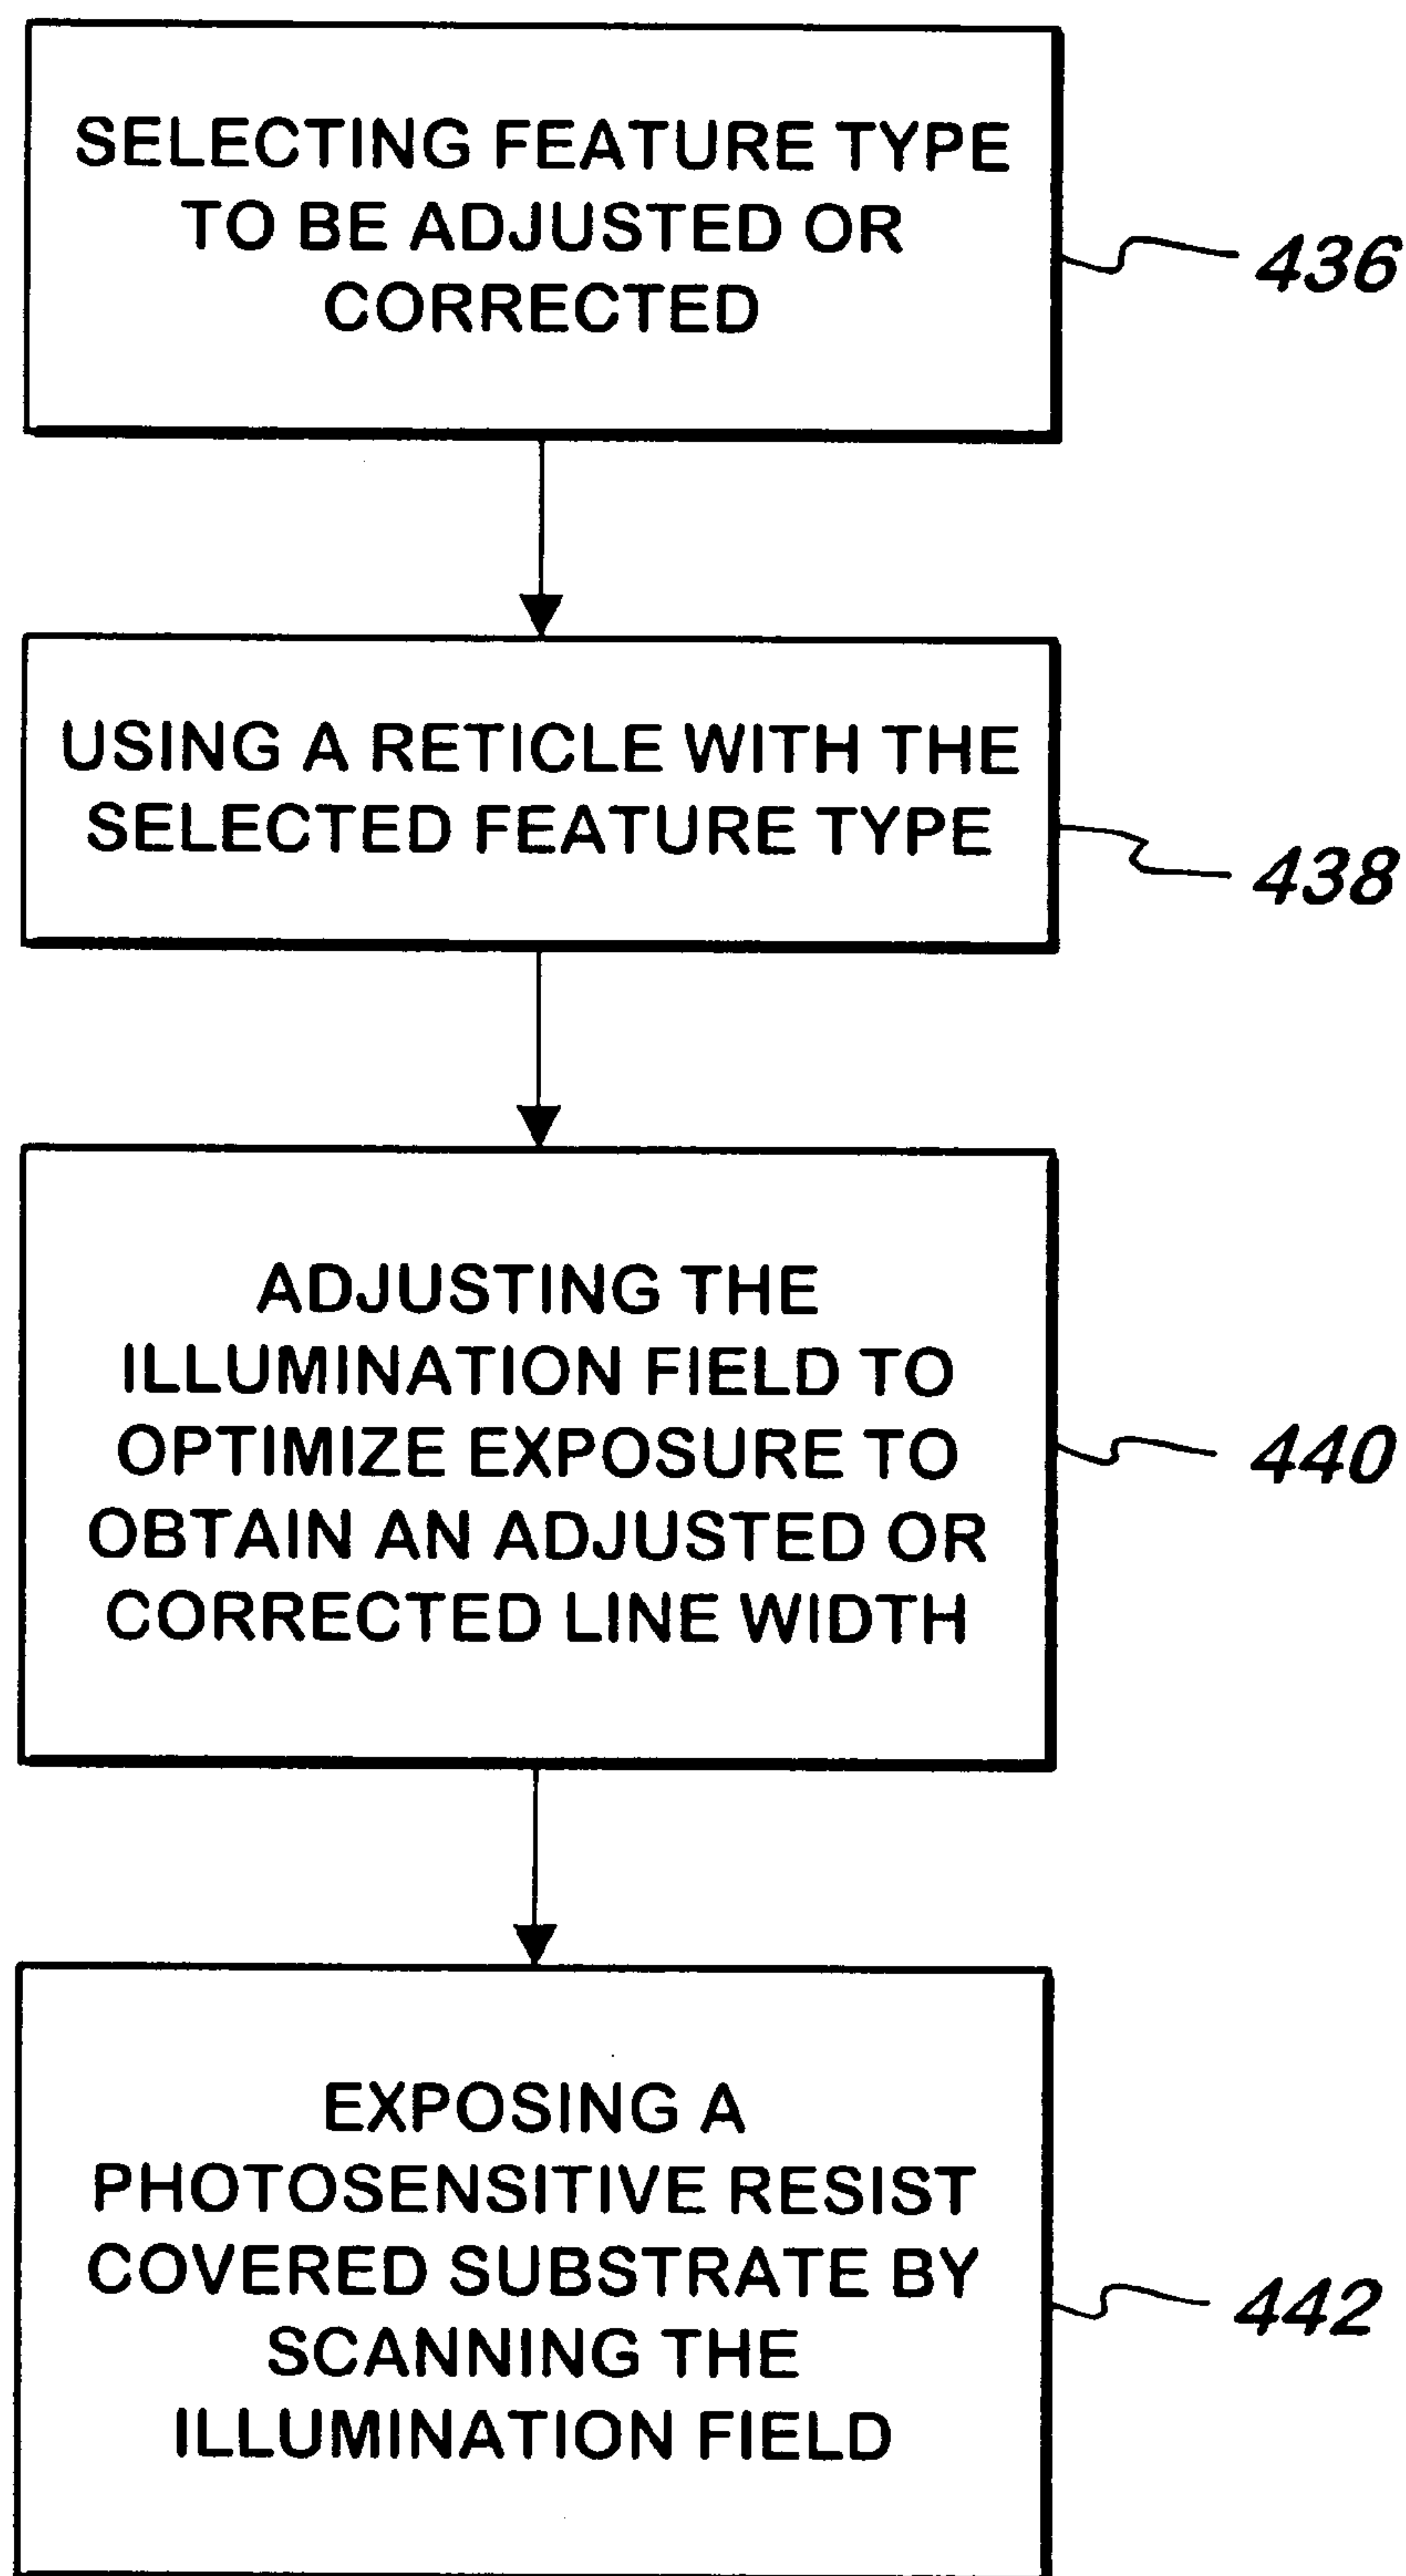 SELECTING FEATURE TYPE
TO BE ADJUSTED OR
CORRECTED
436
USING A RETICLE WITH THE
SELECTED FEATURE TYPE
438
ADJUSTING THE
ILLUMINATION FIELD TO
OPTIMIZE EXPOSURE TO
OBTAIN AN ADJUSTED OR
CORRECTED LINE WIDTH
440
EXPOSING A
PHOTOSENSITIVE RESIST
COVERED SUBSTRATE BY
SCANNING THE
ILLUMINATION FIELD
442